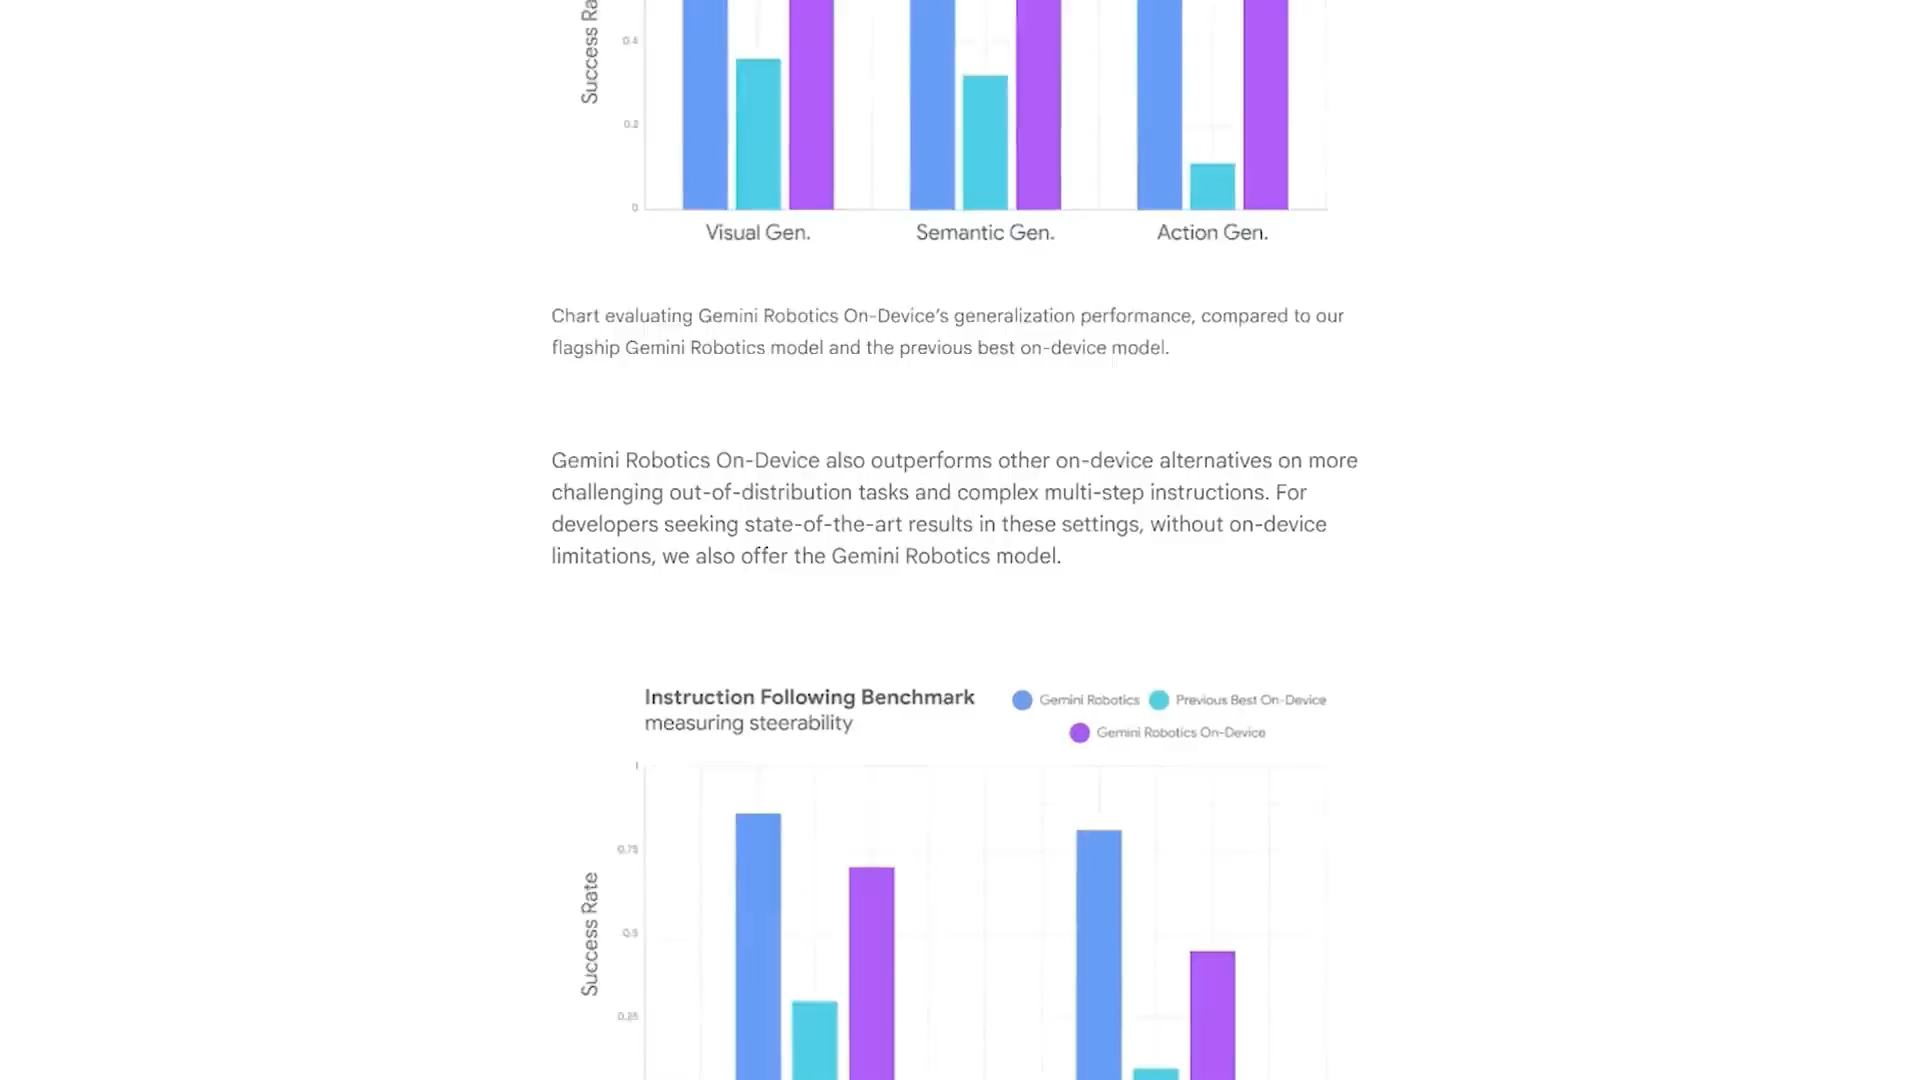 Success Ra
0.4
0.2
0
Visual Gen.
Semantic Gen.
Action Gen.
Chart evaluating Gemini Robotics On-Device’s generalization performance, compared to our
flagship Gemini Robotics model and the previous best on-device model.
Gemini Robotics On-Device also outperforms other on-device alternatives on more
challenging out-of-distribution tasks and complex multi-step instructions. For
developers seeking state-of-the-art results in these settings, without on-device
limitations, we also offer the Gemini Robotics model.
Instruction Following Benchmark
measuring steerability
Gemini Robotics
Previous Best On-Device
Gemini Robotics On-Device
1
0.75
0.5
0.25
Success Rate